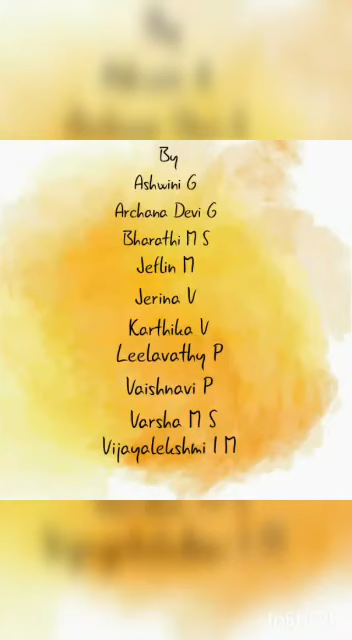 By
Ashwini G
Archana Devi G
Bharathi M S
Jeflin M
Jerina V
Karthika V
Leelavathy P
Vaishnavi P
Varsha M S
Vijayalekshmi I M